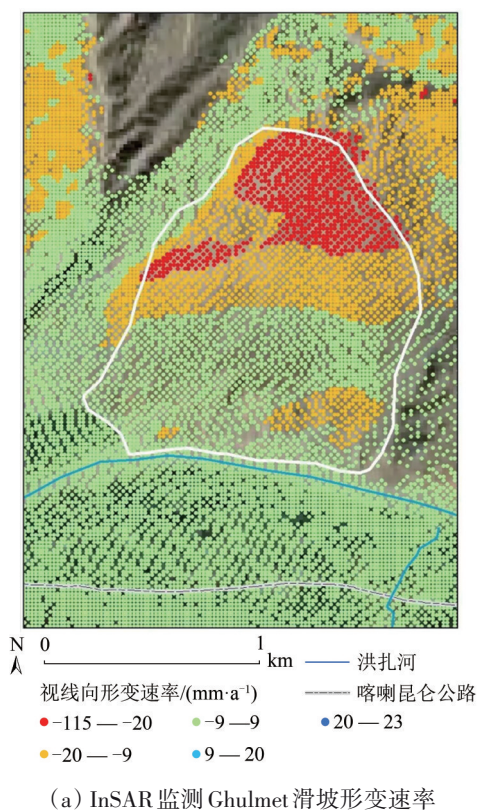 N 0 1
km
洪扎河
视线向形变速率/(mm·a⁻¹)
喀喇昆仑公路
-115 — -20
-9 — 9
20 — 23
-20 — -9
9 — 20
(a) InSAR监测Ghulmet滑坡形变速率